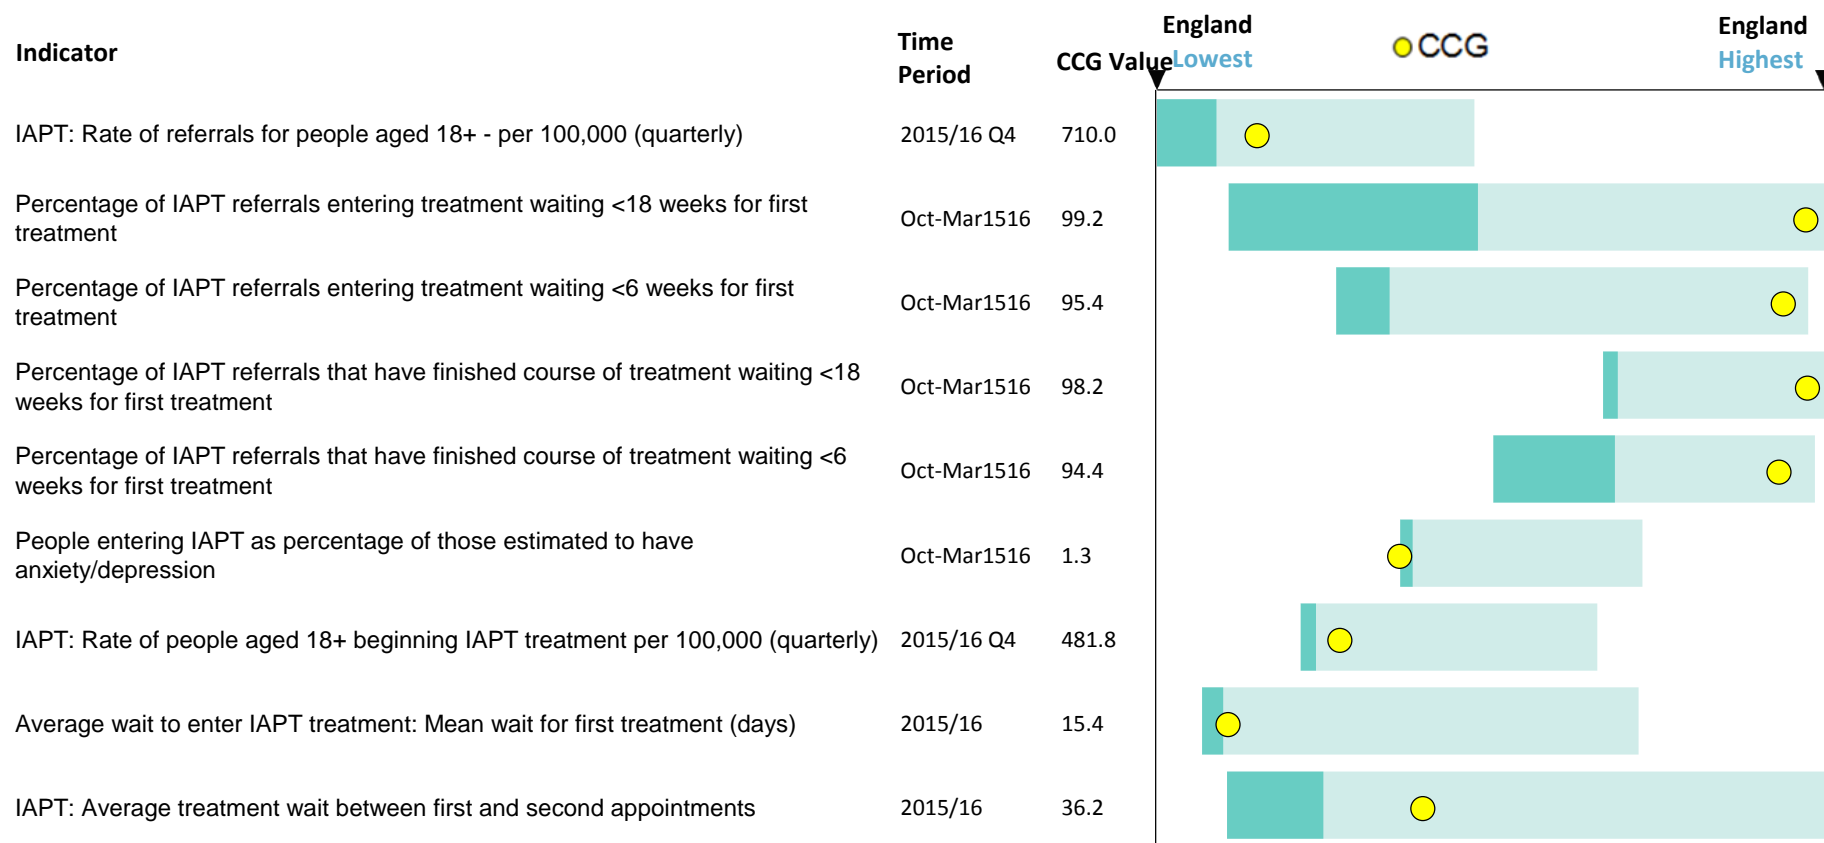 Indicator
Time
Period
CCG Value
England
Lowest
CCG
England
Highest
IAPT: Rate of referrals for people aged 18+ - per 100,000 (quarterly) 2015/16 Q4 710.0
Percentage of IAPT referrals entering treatment waiting <18 weeks for first
treatment
Oct-Mar1516 99.2
Percentage of IAPT referrals entering treatment waiting <6 weeks for first
treatment
Oct-Mar1516 95.4
Percentage of IAPT referrals that have finished course of treatment waiting <18
weeks for first treatment
Oct-Mar1516 98.2
Percentage of IAPT referrals that have finished course of treatment waiting <6
weeks for first treatment
Oct-Mar1516 94.4
People entering IAPT as percentage of those estimated to have
anxiety/depression
Oct-Mar1516 1.3
IAPT: Rate of people aged 18+ beginning IAPT treatment per 100,000 (quarterly) 2015/16 Q4 481.8
Average wait to enter IAPT treatment: Mean wait for first treatment (days) 2015/16 15.4
IAPT: Average treatment wait between first and second appointments 2015/16 36.2